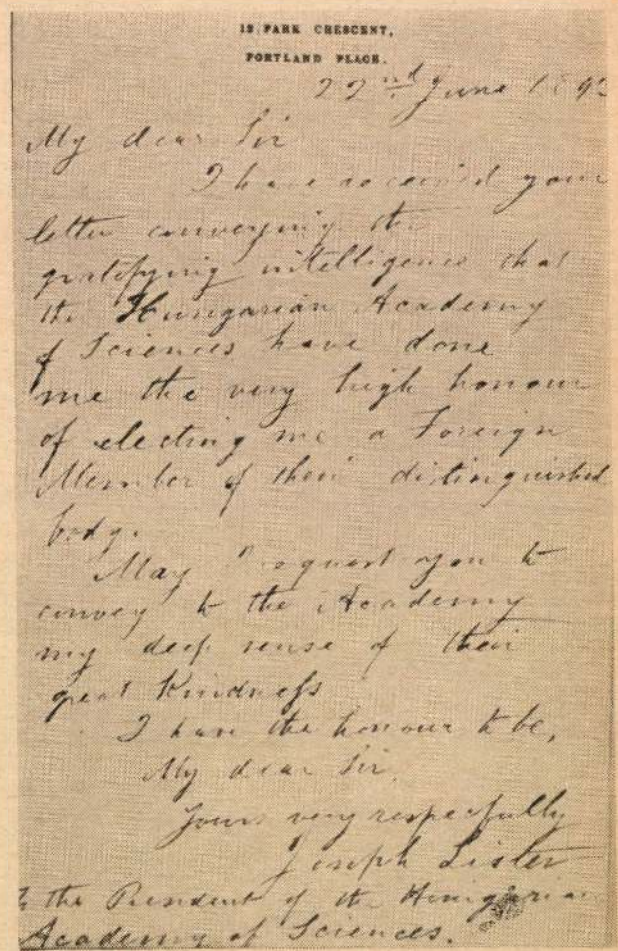 12 PARK CRESCENT,
PORTLAND PLACE.
22nd June 1893
My dear Sir
I have received your
letter conveying the
gratifying intelligence that
the Hungarian Academy
of Sciences have done
me the very high honour
of electing me a Foreign
Member of their distinguished
body.
May I request you to
convey to the Academy
my deep sense of their
great Kindness
I have the honour to be,
My dear Sir,
Yours very respectfully
Joseph Lister
To the President of the Hungarian
Academy of Sciences.